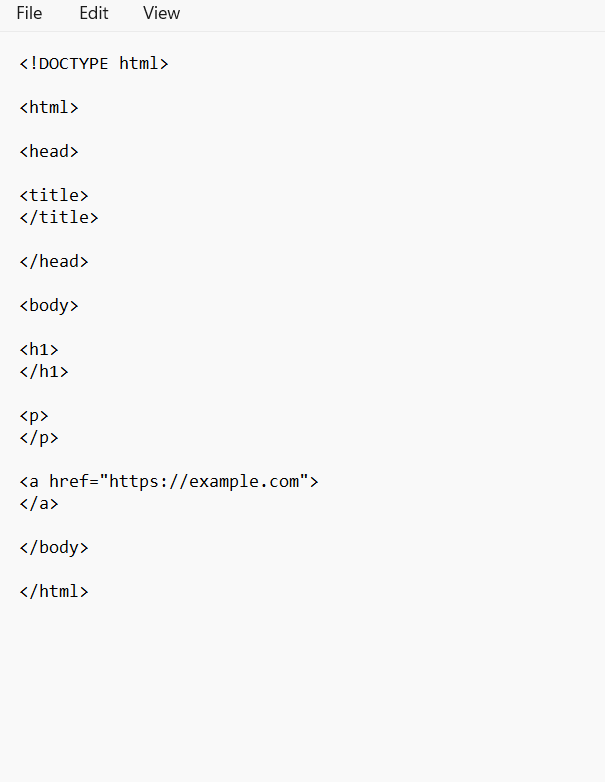 File Edit View
<!DOCTYPE html>
<html>
<head>
<title>
</title>
</head>
<body>
<h1>
</h1>
<p>
</p>
<a href="https://example.com">
</a>
</body>
</html>